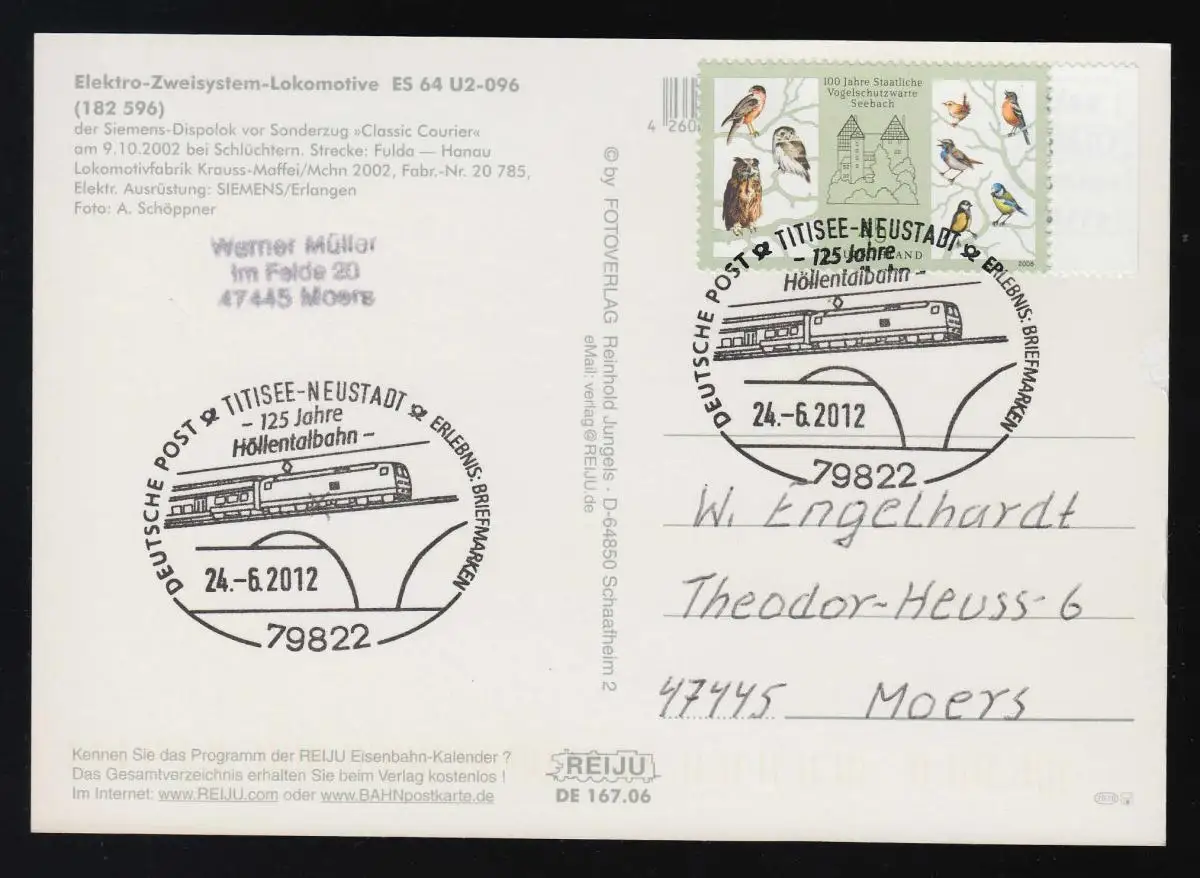 Elektro-Zweisystem-Lokomotive ES 64 U2-096
(182 596)
der Siemens-Dispolok vor Sonderzug »Classic Courier«
am 9.10.2002 bei Schlüchtern. Strecke: Fulda — Hanau
Lokomotivfabrik Krauss-Maffei/Mchn 2002, Fabr.-Nr. 20 785,
Elektr. Ausrüstung: SIEMENS/Erlangen
Foto: A. Schöppner
Werner Müller
Im Felde 20
47445 Moers
DEUTSCHE POST TITISEE-NEUSTADT ERLEBNIS: BRIEFMARKEN
- 125 Jahre
Höllentalbahn -
24.-6.2012
79822
Kennen Sie das Programm der REIJU Eisenbahn-Kalender ?
Das Gesamtverzeichnis erhalten Sie beim Verlag kostenlos !
Im Internet: www.REIJU.com oder www.BAHNpostkarte.de
© by FOTOVERLAG Reinhold Jungels · D-64850 Schaafheim 2
eMail: verlag@REIJU.de
REIJU
DE 167.06
4 260
100 Jahre Staatliche
Vogelschutzwarte
Seebach
2008
DEUTSCHE POST TITISEE-NEUSTADT ERLEBNIS: BRIEFMARKEN
- 125 Jahre
Höllentalbahn -
24.-6.2012
79822
W. Engelhardt
Theodor-Heuss-6
47445 Moers